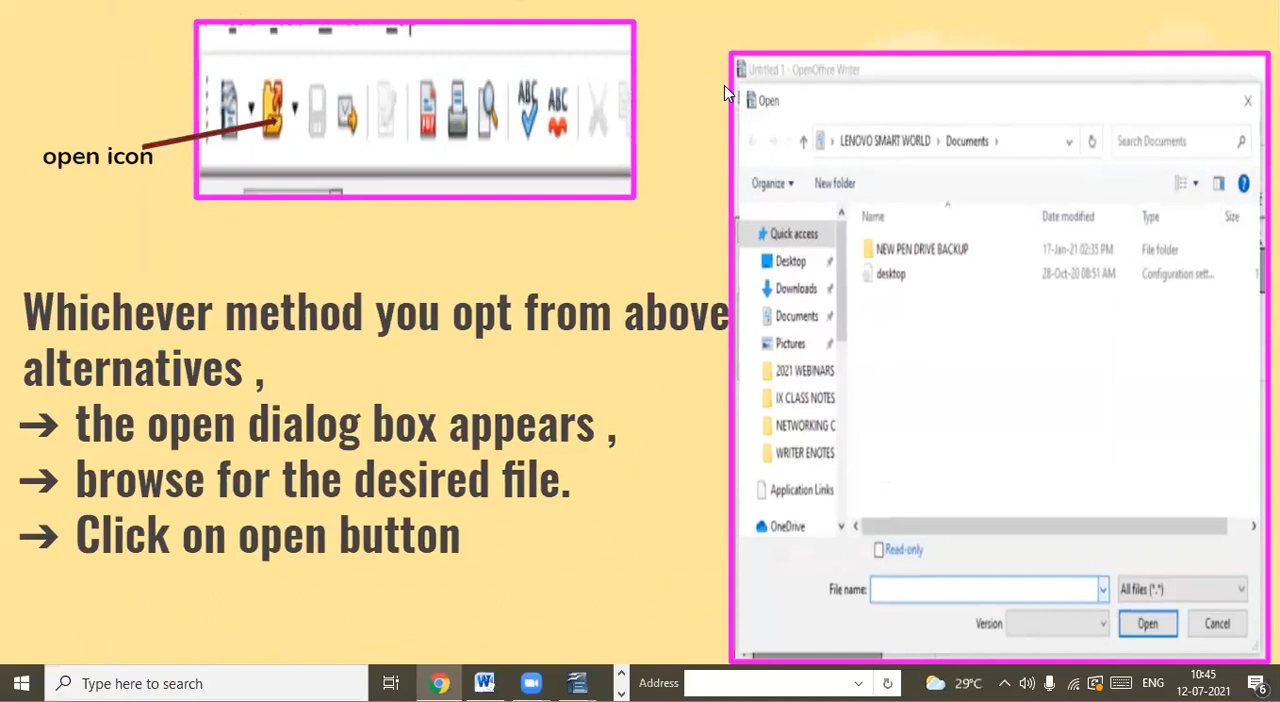 open icon
PDF
ABC
ABC
Whichever method you opt from above
alternatives ,
➔ the open dialog box appears ,
➔ browse for the desired file.
➔ Click on open button
Untitled 1 - OpenOffice Writer
Open
LENOVO SMART WORLD › Documents ›
Search Documents
Organize
New folder
Name Date modified Type Size
Quick access
NEW PEN DRIVE BACKUP 17-Jan-21 02:35 PM File folder
desktop 28-Oct-20 08:51 AM Configuration sett... 
Desktop
Downloads
Documents
Pictures
2021 WEBINARS
IX CLASS NOTES
NETWORKING C
WRITER ENOTES
Application Links
OneDrive
Read-only
File name:
All files (*.*)
Version
Open
Cancel
Type here to search
Address
29°C
ENG
10:45
12-07-2021
6